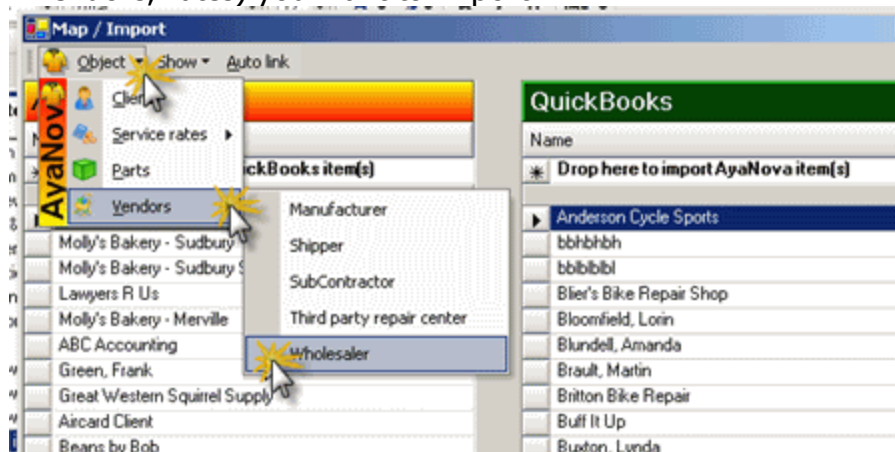 Map / Import
Object Show Auto link
AyaNov
Client
Service rates
Parts
Vendors
Manufacturer
Shipper
SubContractor
Third party repair center
Wholesaler
ickBooks item(s)
Molly's Bakery - Sudbury
Molly's Bakery - Sudbury S
Lawyers R Us
Molly's Bakery - Merville
ABC Accounting
Green, Frank
Great Western Squirrel Supply
Aircard Client
Beans by Bob
QuickBooks
Name
Drop here to import AyaNova item(s)
Anderson Cycle Sports
bbhbhbh
Blier's Bike Repair Shop
Bloomfield, Lorin
Blundell, Amanda
Brault, Martin
Britton Bike Repair
Buff It Up
Buxton, Lynda